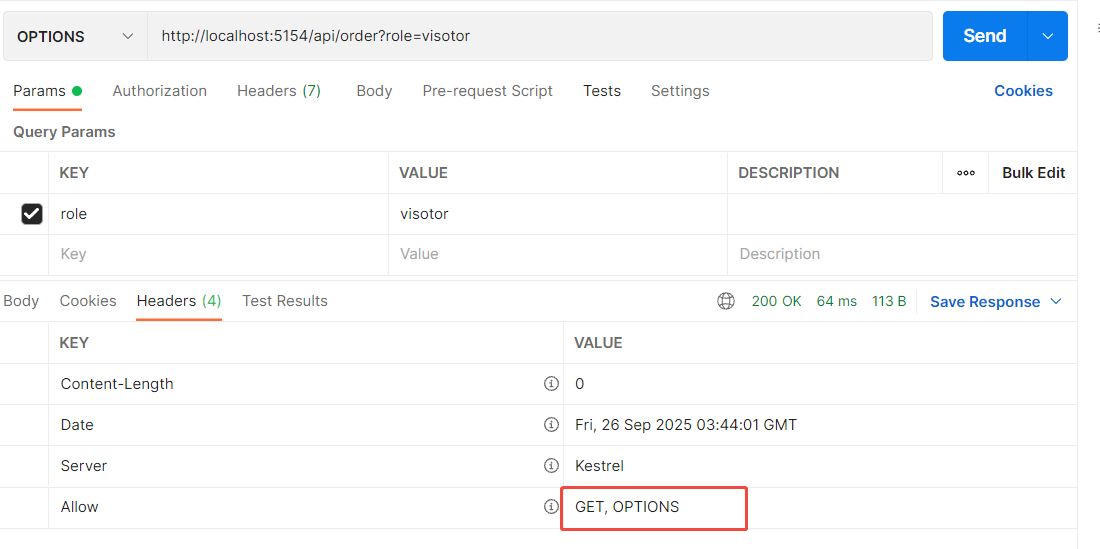 OPTIONS http://localhost:5154/api/order?role=visotor Send
Params Authorization Headers (7) Body Pre-request Script Tests Settings Cookies
Query Params
KEY VALUE DESCRIPTION Bulk Edit
role visotor
Key Value Description
Body Cookies Headers (4) Test Results 200 OK 64 ms 113 B Save Response
KEY VALUE
Content-Length 0
Date Fri, 26 Sep 2025 03:44:01 GMT
Server Kestrel
Allow GET, OPTIONS